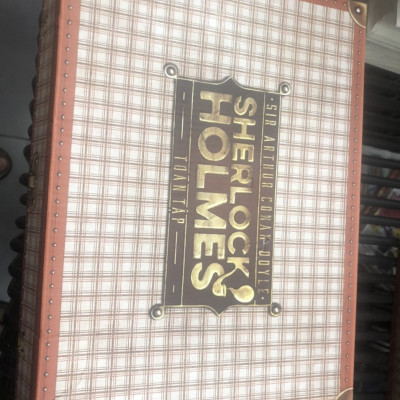 SIR ARTHUR CONAN DOYLE
SHERLOCK
HOLMES
TOÀN TẬP